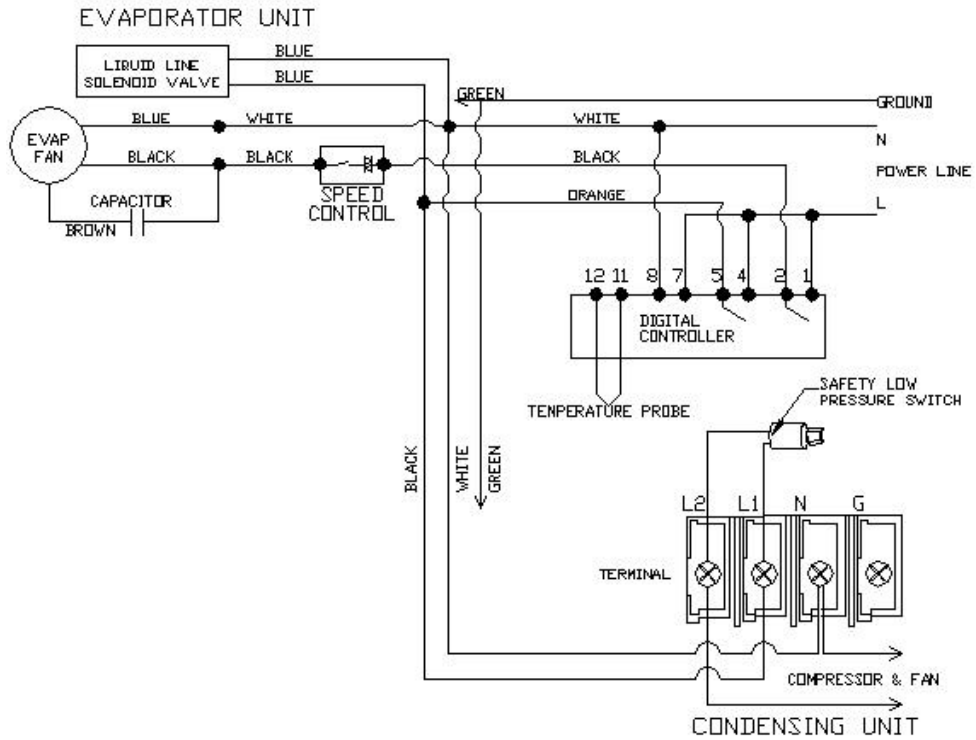 EVAPORATOR UNIT
LIQUID LINE
SOLENOID VALVE
BLUE
BLUE
GREEN
GROUND
BLUE
WHITE
WHITE
N
EVAP
FAN
BLACK
BLACK
BLACK
POWER LINE
SPEED
CONTROL
CAPACITOR
BROWN
ORANGE
L
12 11 8 7 5 4 2 1
DIGITAL
CONTROLLER
TENPERATURE PROBE
SAFETY LOW
PRESSURE SWITCH
BLACK
WHITE
GREEN
L2 L1 N G
TERMINAL
COMPRESSOR & FAN
CONDENSING UNIT